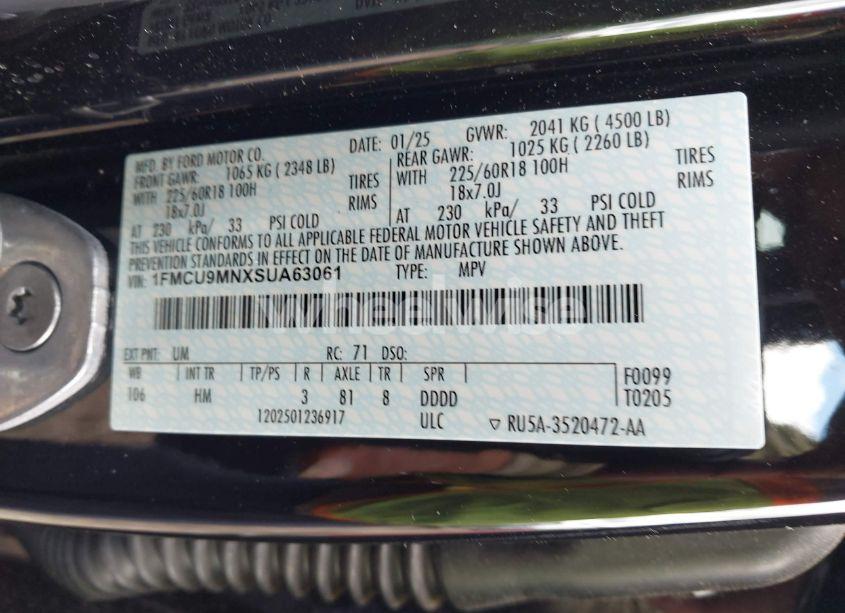 MFD. BY FORD MOTOR CO.
DATE: 01/25 GVWR: 2041 KG ( 4500 LB)
FRONT GAWR: 1065 KG ( 2348 LB)
REAR GAWR: 1025 KG ( 2260 LB)
WITH 225/60R18 100H TIRES
WITH 225/60R18 100H TIRES
18x7.0J RIMS
18x7.0J RIMS
AT 230 kPa/ 33 PSI COLD
AT 230 kPa/ 33 PSI COLD
THIS VEHICLE CONFORMS TO ALL APPLICABLE FEDERAL MOTOR VEHICLE SAFETY AND THEFT
PREVENTION STANDARDS IN EFFECT ON THE DATE OF MANUFACTURE SHOWN ABOVE.
VIN: 1FMCU9MNXSUA63061 TYPE: MPV
Wheelwise
EXT PNT: UM RC: 71 DSO:
WB INT TR TP/PS R AXLE TR SPR F0099
106 HM 3 81 8 DDDD T0205
1202501236917 ULC ▽ RU5A-3520472-AA